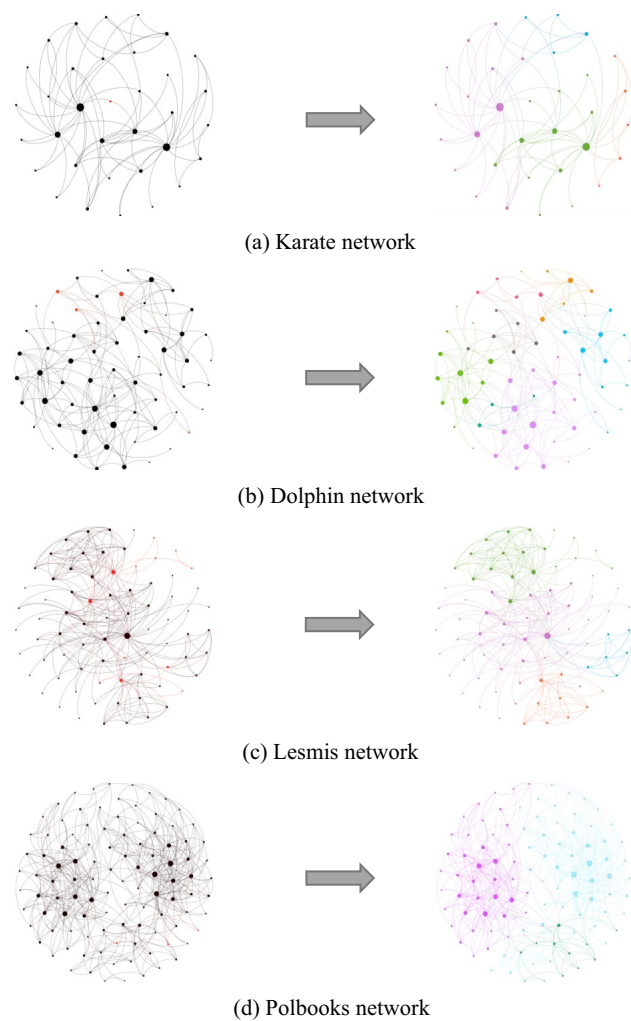 (a) Karate network
(b) Dolphin network
(c) Lesmis network
(d) Polbooks network